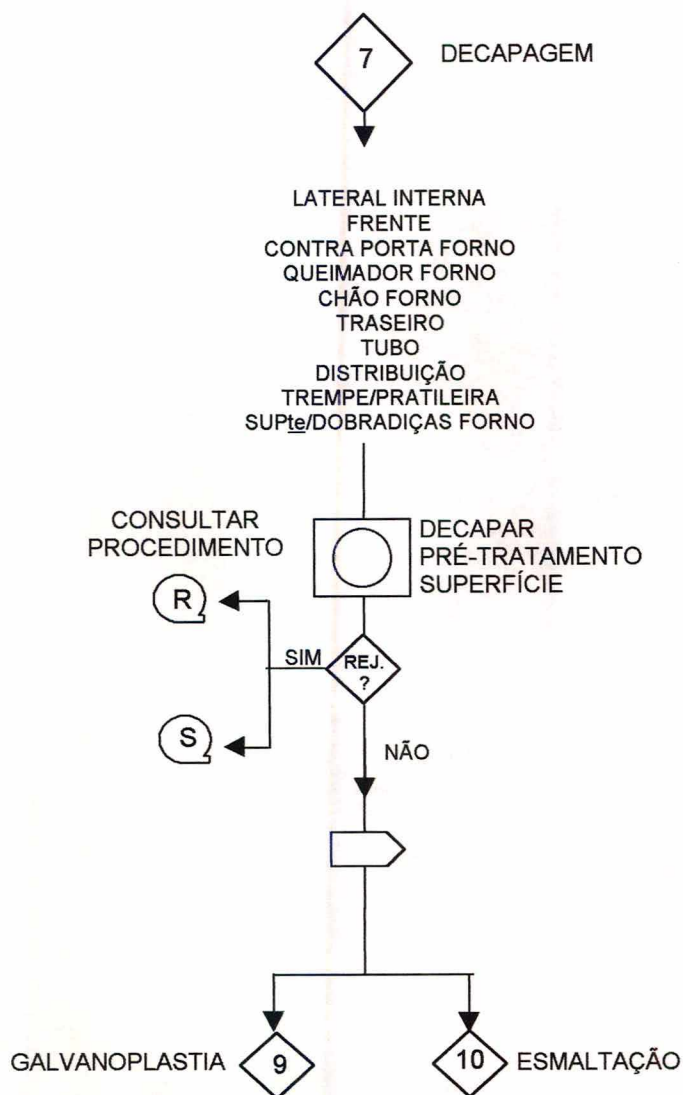 7
DECAPAGEM
LATERAL INTERNA
FRENTE
CONTRA PORTA FORNO
QUEIMADOR FORNO
CHÃO FORNO
TRASEIRO
TUBO
DISTRIBUIÇÃO
TREMPE/PRATILEIRA
SUPte/DOBRADIÇAS FORNO
CONSULTAR
PROCEDIMENTO
DECAPAR
PRÉ-TRATAMENTO
SUPERFÍCIE
R
SIM
REJ.
?
S
NÃO
GALVANOPLASTIA
9
10
ESMALTAÇÃO